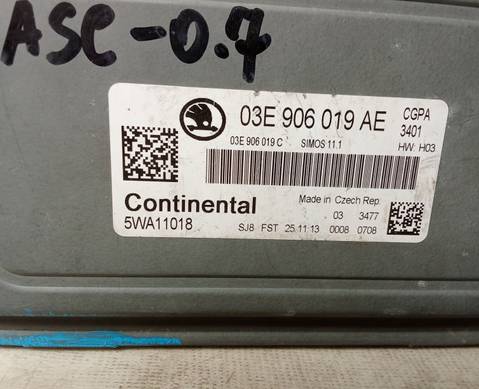 ASC-0.7
03E 906 019 AE
CGPA
3401
03E 906 019 C SIMOS 11.1
HW: H03
Continental
Made in Czech Rep.
5WA11018
03 3477
SJ8 FST 25.11.13 0008 0708